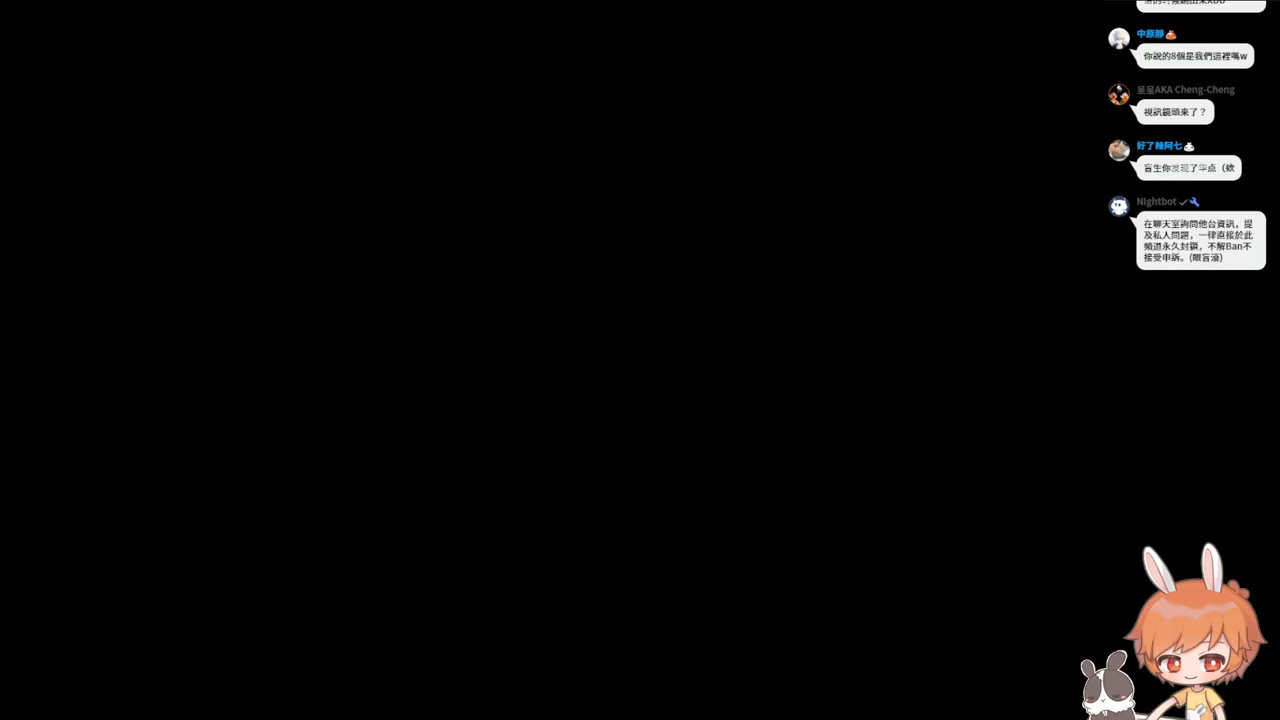 中原靜
你說的8個是我們這裡嗎w
呈呈AKA Cheng-Cheng
視訊鏡頭來了？
好了辣阿七
盲生你发现了华点（欸
Nightbot
在聊天室詢問他台資訊，提
及私人問題，一律直接於此
頻道永久封鎖，不解Ban不
接受申訴。(眼盲滾)